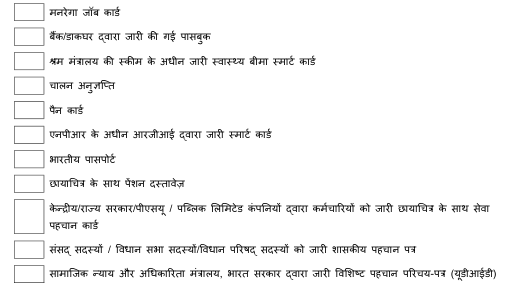 मनरेगा जॉब कार्ड
बैंक/डाकघर द्वारा जारी की गई पासबुक
श्रम मंत्रालय की स्कीम के अधीन जारी स्वास्थ्य बीमा स्मार्ट कार्ड
चालन अनुज्ञप्ति
पैन कार्ड
एनपीआर के अधीन आरजीआई द्वारा जारी स्मार्ट कार्ड
भारतीय पासपोर्ट
छायाचित्र के साथ पेंशन दस्तावेज़
केन्द्रीय/राज्य सरकार/पीएसयू / पब्लिक लिमिटेड कंपनियों द्वारा कर्मचारियों को जारी छायाचित्र के साथ सेवा
पहचान कार्ड
संसद् सदस्यों / विधान सभा सदस्यों/विधान परिषद् सदस्यों को जारी शासकीय पहचान पत्र
सामाजिक न्याय और अधिकारिता मंत्रालय, भारत सरकार द्वारा जारी विशिष्ट पहचान परिचय-पत्र (यूडीआईडी)